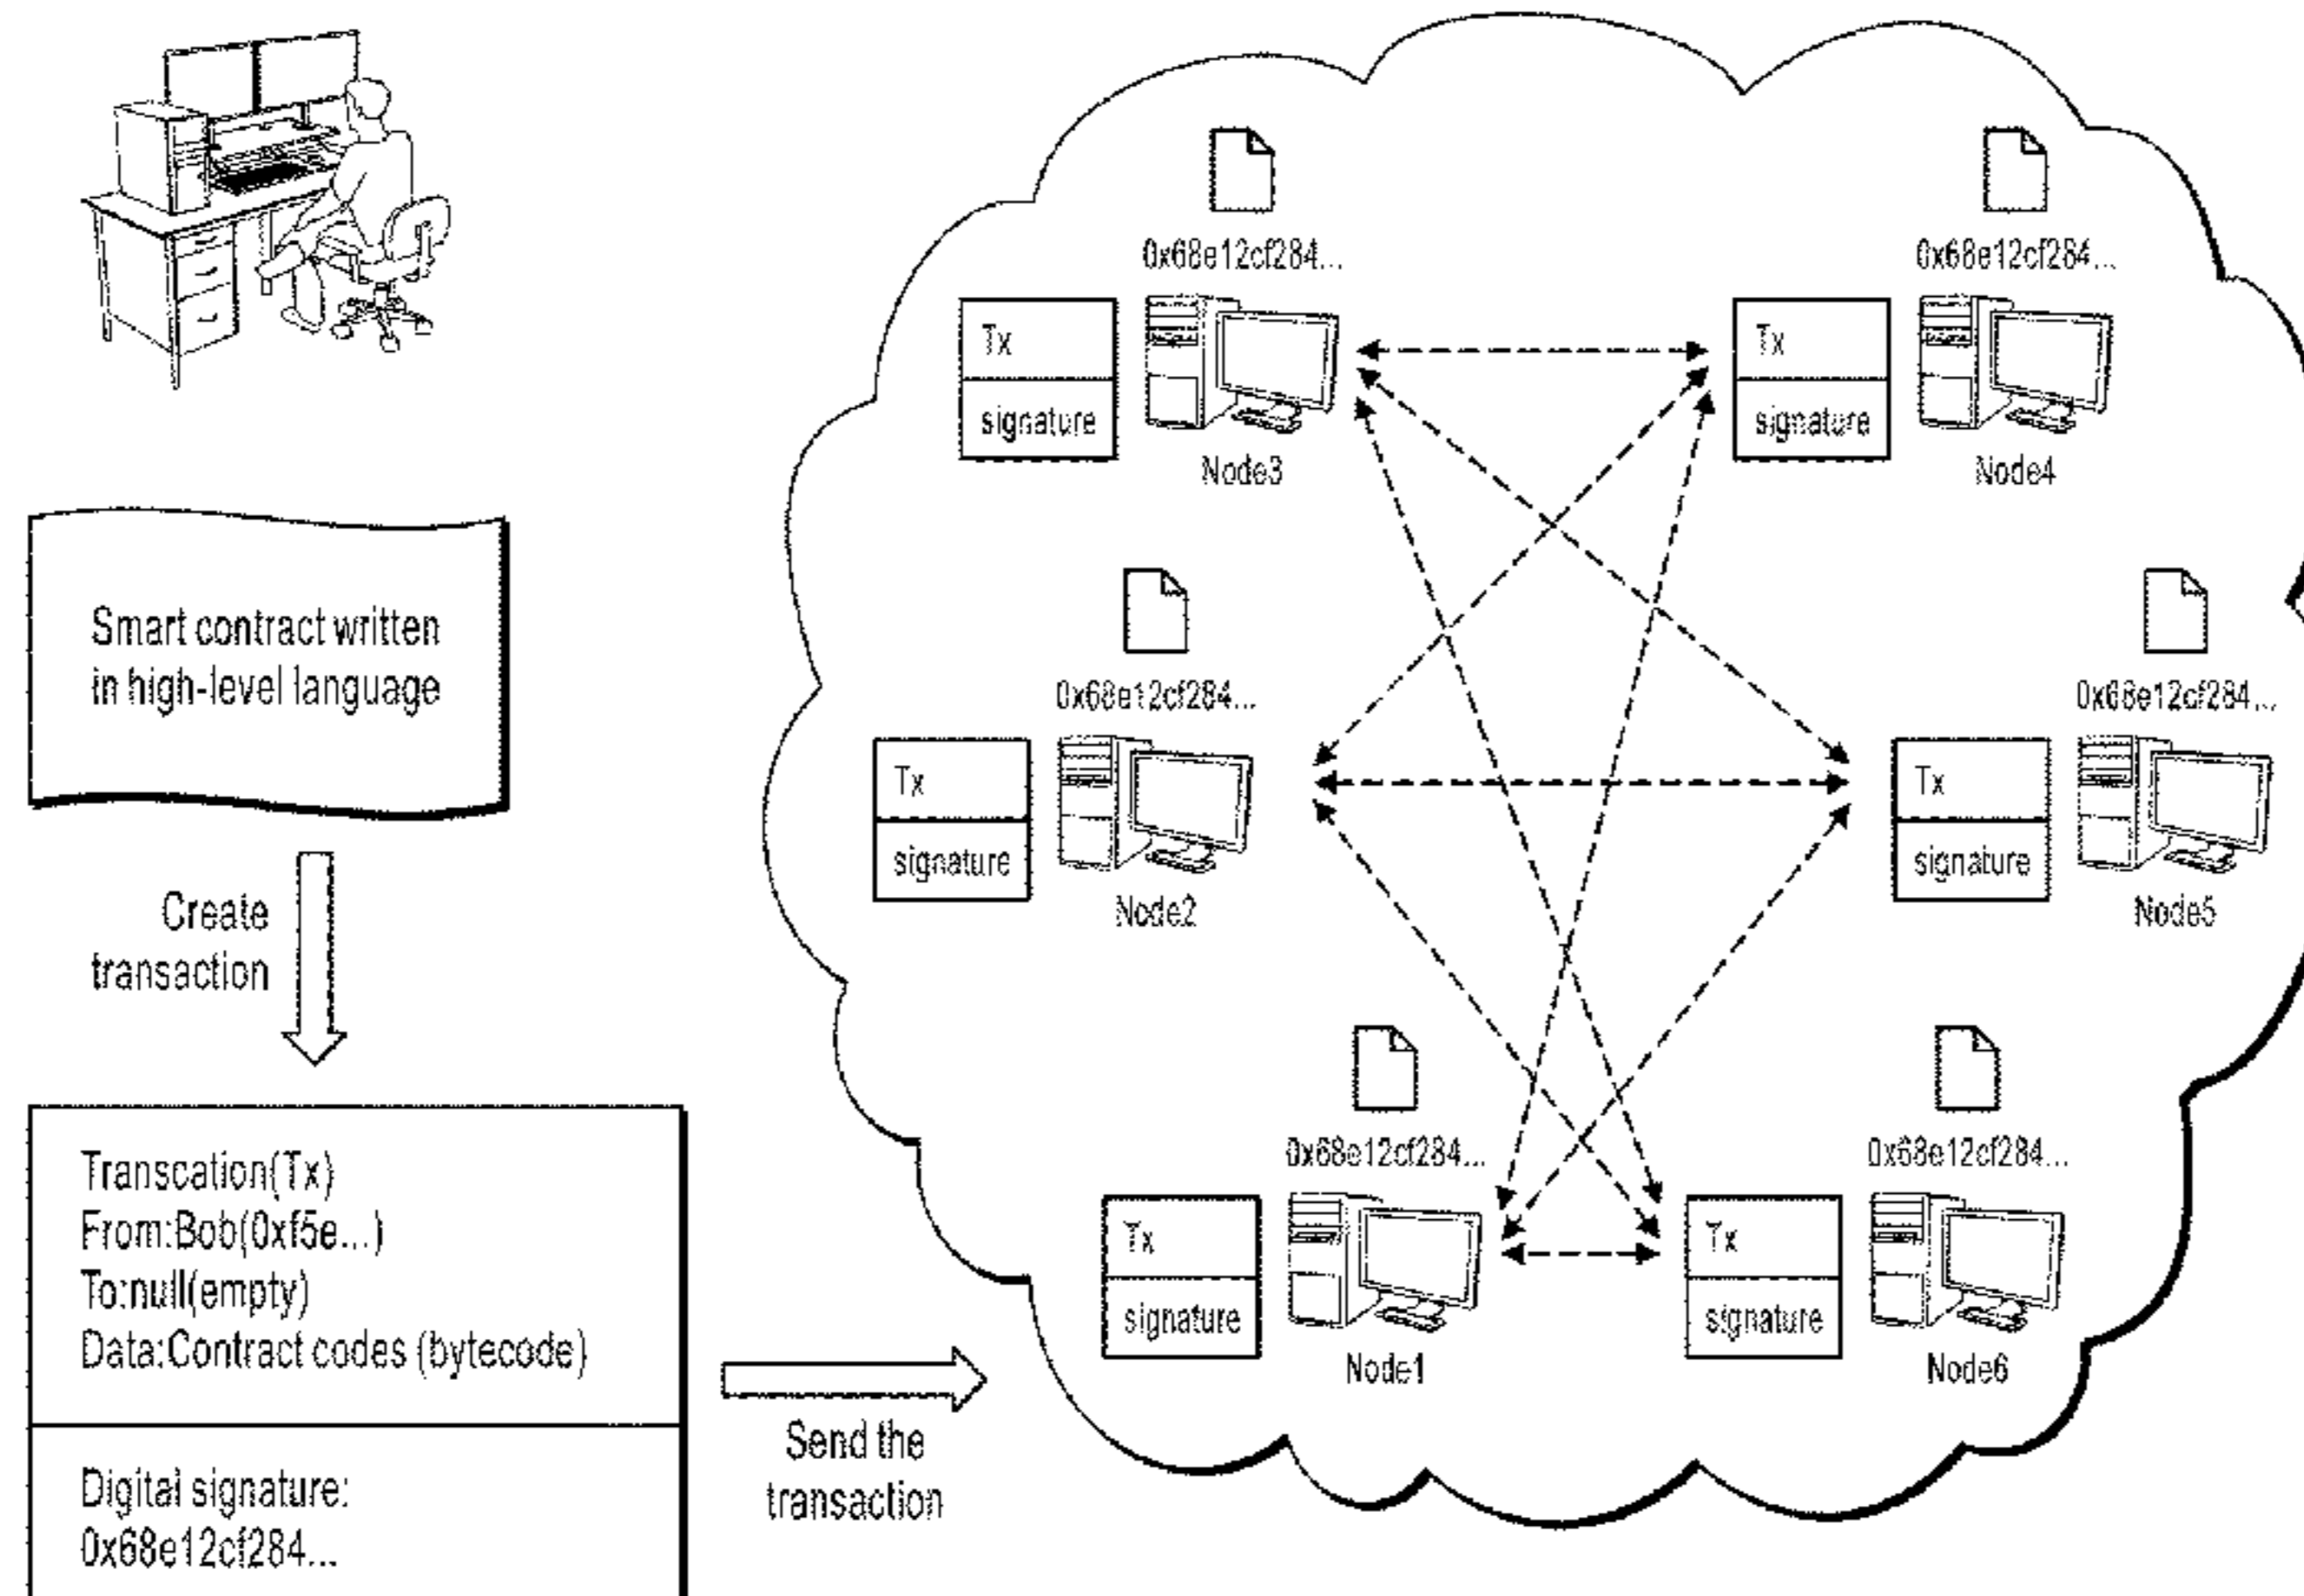 Smart contract written
in high-level language
Create
transaction
Transcation(Tx)
From:Bob(0xf5e...)
To:null(empty)
Data:Contract codes (bytecode)
Digital signature:
0x68e12cf284...
Send the
transaction
0x68e12cf284...
Tx
signature
Node3
0x68e12cf284...
Tx
signature
Node4
0x68e12cf284...
Tx
signature
Node2
0x68e12cf284...
Tx
signature
Node5
0x68e12cf284...
Tx
signature
Node1
0x68e12cf284...
Tx
signature
Node6